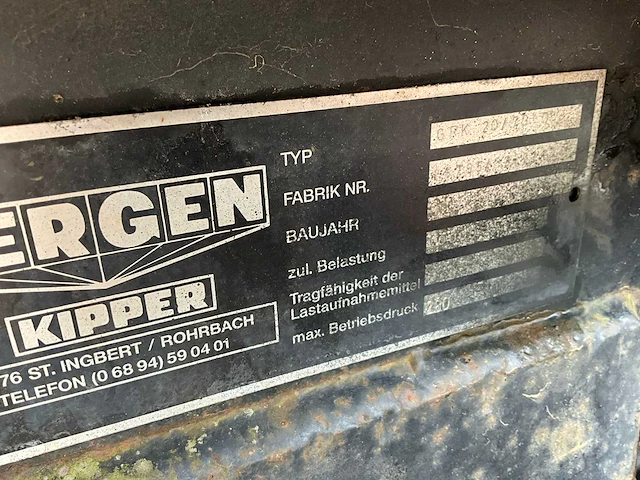 ERGEN
KIPPER
76 ST. INGBERT / ROHRBACH
TELEFON (0 68 94) 59 04 01
TYP
FABRIK NR.
BAUJAHR
zul. Belastung
Tragfähigkeit der
Lastaufnahmemittel
max. Betriebsdruck